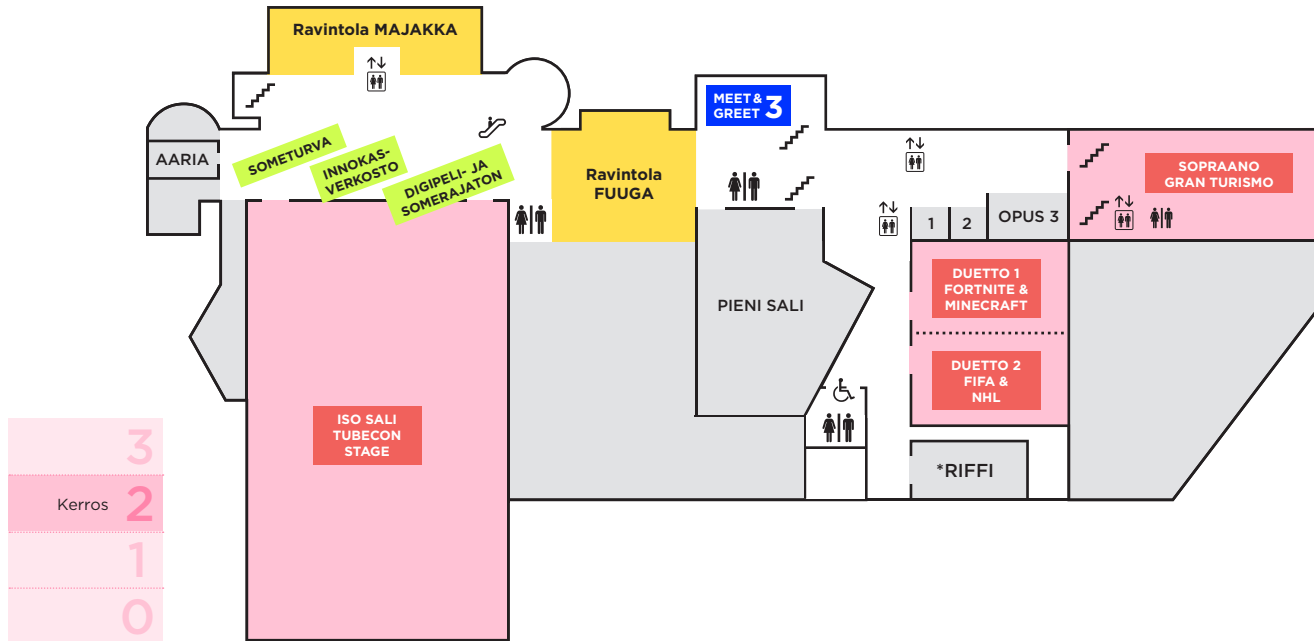 Ravintola MAJAKKA
MEET &
GREET 3
AARIA
SOMETURVA
INNOKAS-
VERKOSTO
DIGIPELI- JA
SOMERAJATON
Ravintola
FUUGA
SOPRAANO
GRAN TURISMO
1
2
OPUS 3
PIENI SALI
DUETTO 1
FORTNITE &
MINECRAFT
DUETTO 2
FIFA &
NHL
ISO SALI
TUBECON
STAGE
*RIFFI
3
Kerros 2
1
0